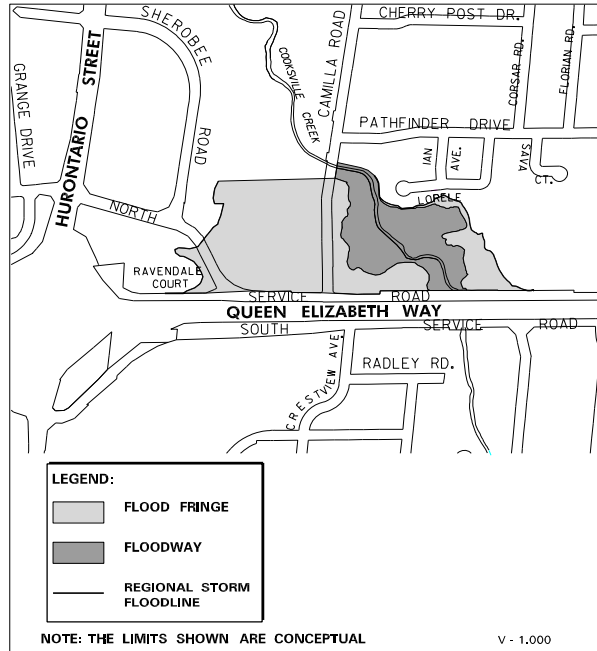 SHEROBEE
ROAD
COOKSVILLE
CREEK
CAMILLA ROAD
CHERRY POST DR.
CORSAR RD.
FLORIAN RD.
GRANGE DRIVE
HURONTARIO STREET
PATHFINDER DRIVE
IAN AVE.
SAVA CT.
LORELE
NORTH
RAVENDALE
COURT
SERVICE ROAD
QUEEN ELIZABETH WAY
SOUTH SERVICE ROAD
CRESTVIEW AVE.
RADLEY RD.
LEGEND:
FLOOD FRINGE
FLOODWAY
REGIONAL STORM
FLOODLINE
NOTE: THE LIMITS SHOWN ARE CONCEPTUAL
V - 1.000